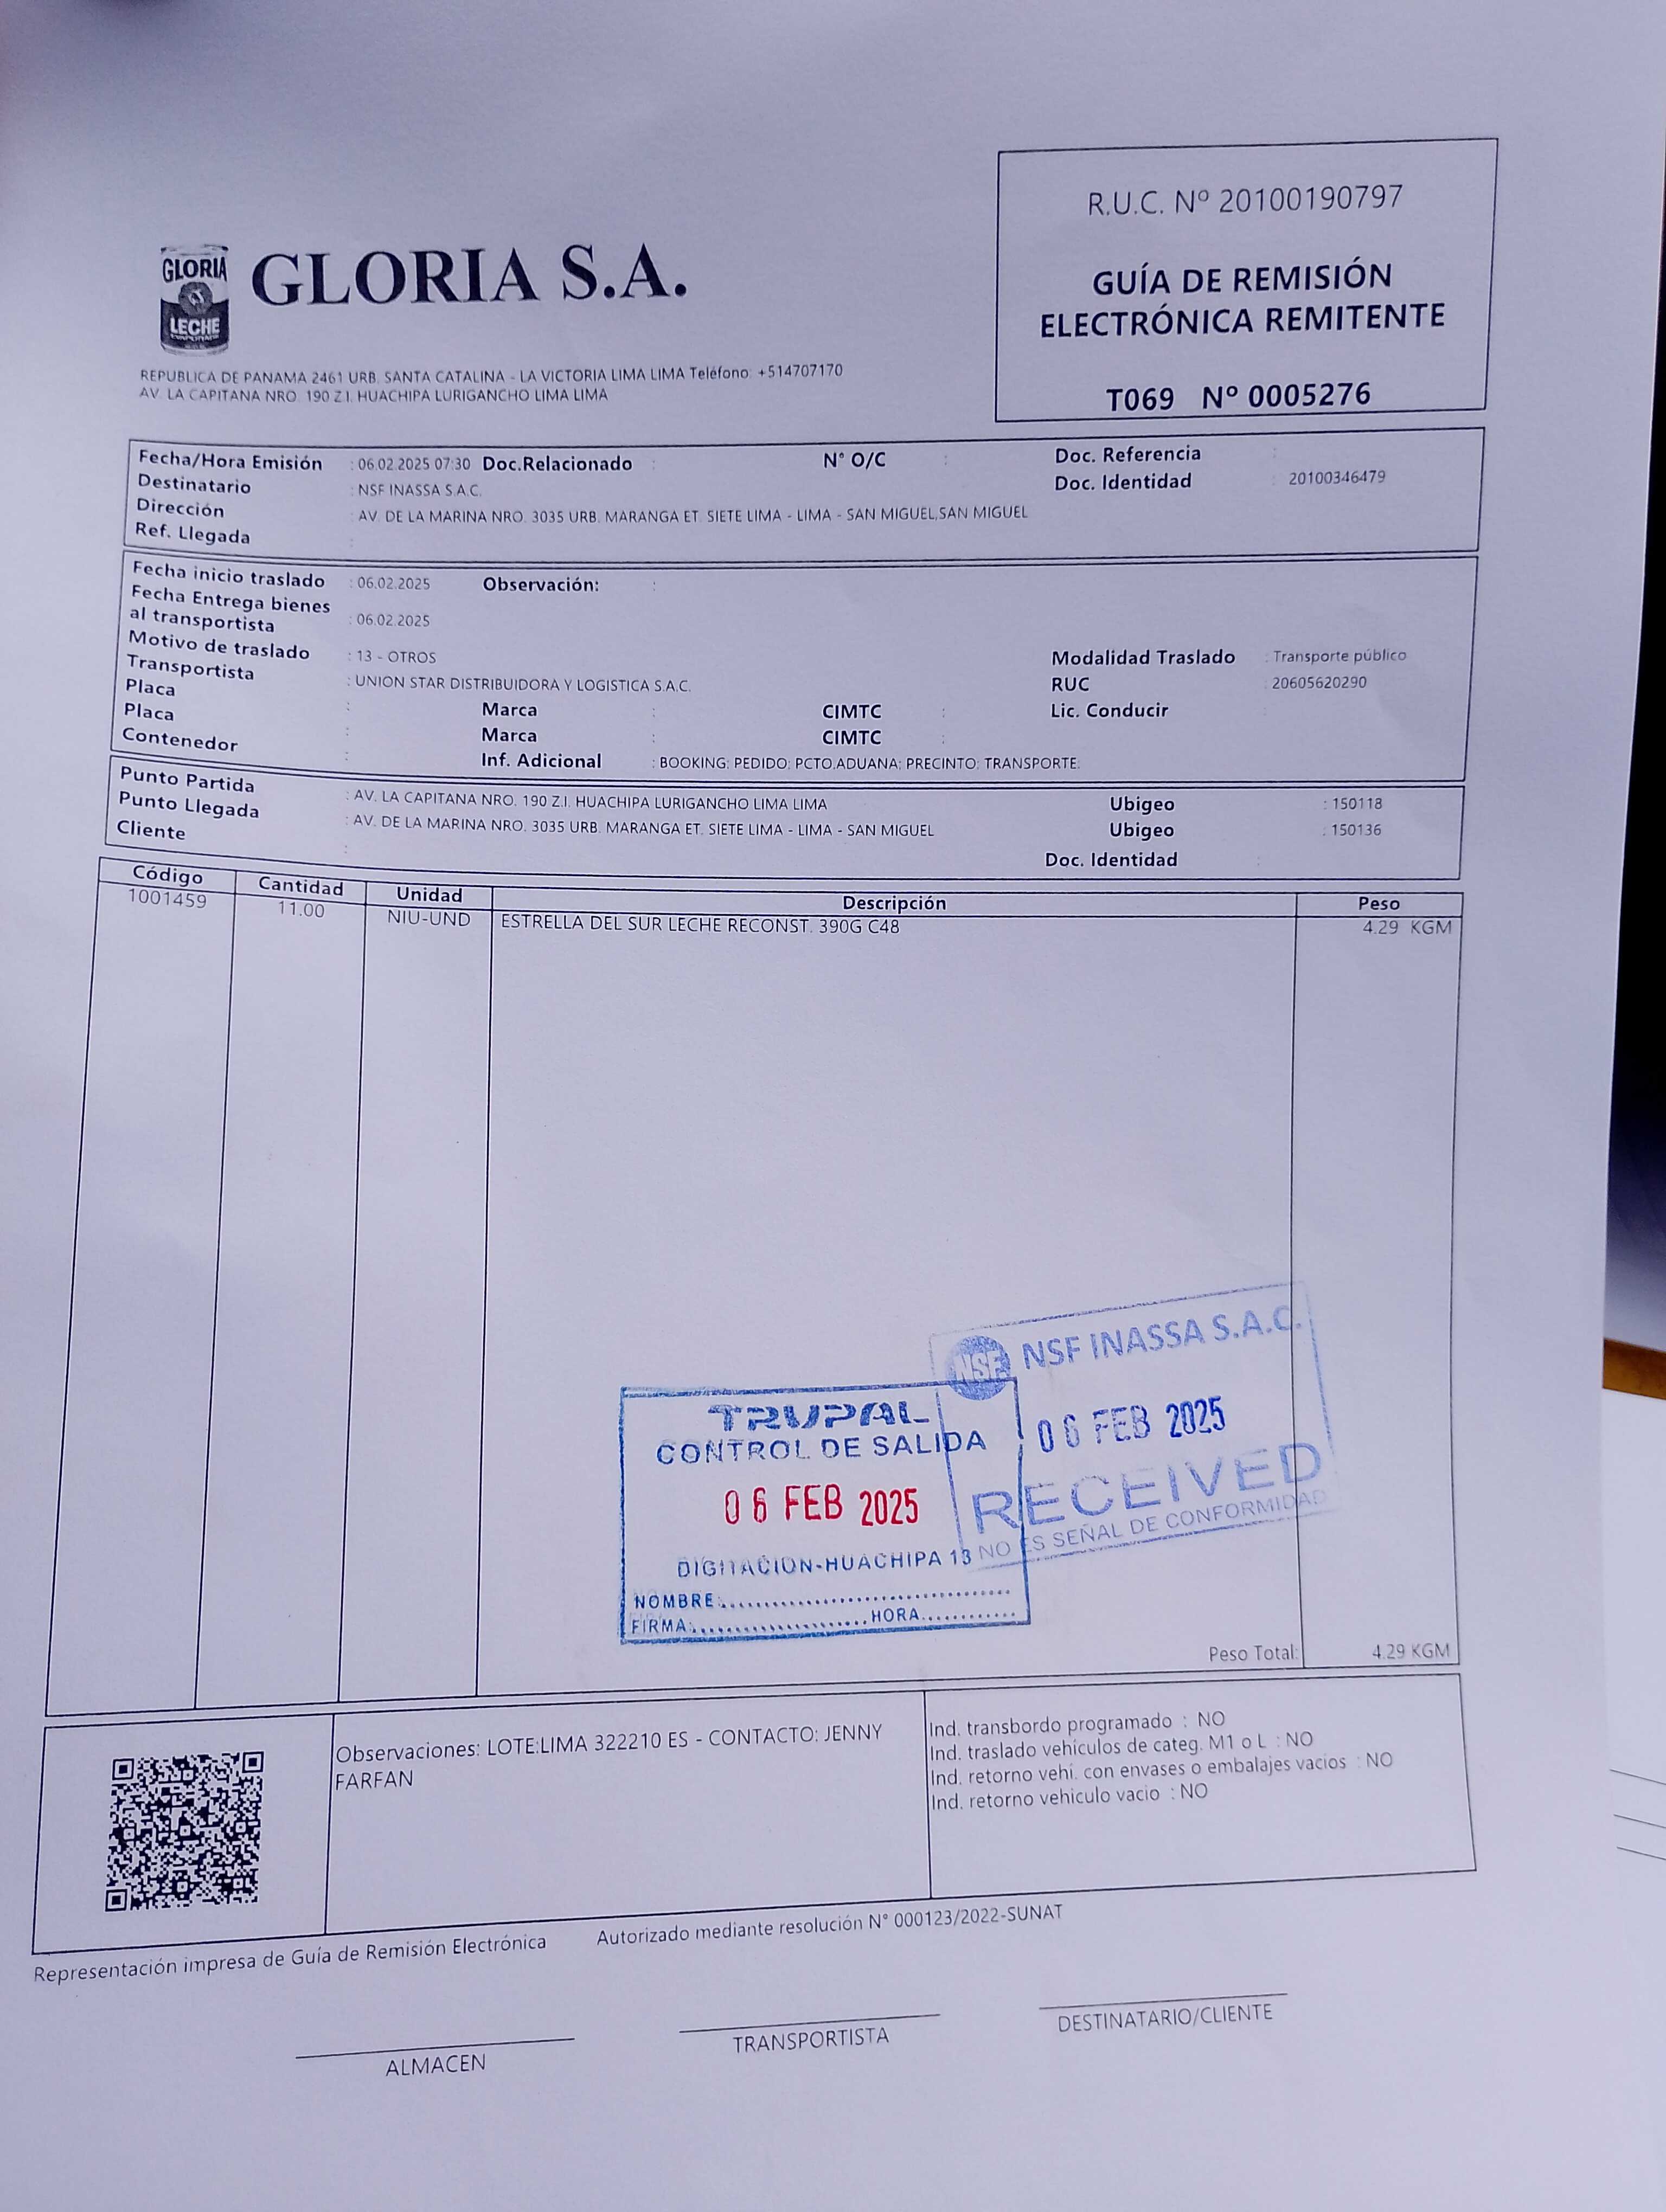 R.U.C. Nº 20100190797
GUÍA DE REMISIÓN
ELECTRÓNICA REMITENTE
T069 Nº 0005276
GLORIA
LECHE
GLORIA S.A.
REPUBLICA DE PANAMA 2461 URB. SANTA CATALINA - LA VICTORIA LIMA LIMA Teléfono: +514707170
AV. LA CAPITANA NRO. 190 Z.I. HUACHIPA LURIGANCHO LIMA LIMA
Fecha/Hora Emisión : 06.02.2025 07:30 Doc.Relacionado : N° O/C : Doc. Referencia :
Destinatario : NSF INASSA S.A.C. Doc. Identidad : 20100346479
Dirección : AV. DE LA MARINA NRO. 3035 URB. MARANGA ET. SIETE LIMA - LIMA - SAN MIGUEL,SAN MIGUEL
Ref. Llegada :
Fecha inicio traslado : 06.02.2025 Observación: :
Fecha Entrega bienes
al transportista : 06.02.2025
Motivo de traslado : 13 - OTROS Modalidad Traslado : Transporte público
Transportista : UNION STAR DISTRIBUIDORA Y LOGISTICA S.A.C. RUC : 20605620290
Placa : Marca : CIMTC : Lic. Conducir :
Placa : Marca : CIMTC :
Contenedor : Inf. Adicional : BOOKING: PEDIDO: PCTO.ADUANA: PRECINTO: TRANSPORTE:
Punto Partida : AV. LA CAPITANA NRO. 190 Z.I. HUACHIPA LURIGANCHO LIMA LIMA Ubigeo : 150118
Punto Llegada : AV. DE LA MARINA NRO. 3035 URB. MARANGA ET. SIETE LIMA - LIMA - SAN MIGUEL Ubigeo : 150136
Cliente : Doc. Identidad :
Código Cantidad Unidad Descripción Peso
1001459 11.00 NIU-UND ESTRELLA DEL SUR LECHE RECONST. 390G C48 4.29 KGM
NSF NSF INASSA S.A.C.
06 FEB 2025
RECEIVED
NO ES SEÑAL DE CONFORMIDAD
TRUPAL
CONTROL DE SALIDA
06 FEB 2025
DIGITACION-HUACHIPA 13
NOMBRE:
FIRMA: HORA
Peso Total: 4.29 KGM
Observaciones: LOTE:LIMA 322210 ES - CONTACTO: JENNY
FARFAN
Ind. transbordo programado : NO
Ind. traslado vehículos de categ. M1 o L : NO
Ind. retorno vehi. con envases o embalajes vacios : NO
Ind. retorno vehiculo vacio : NO
Representación impresa de Guía de Remisión Electrónica Autorizado mediante resolución N° 000123/2022-SUNAT
ALMACEN TRANSPORTISTA DESTINATARIO/CLIENTE